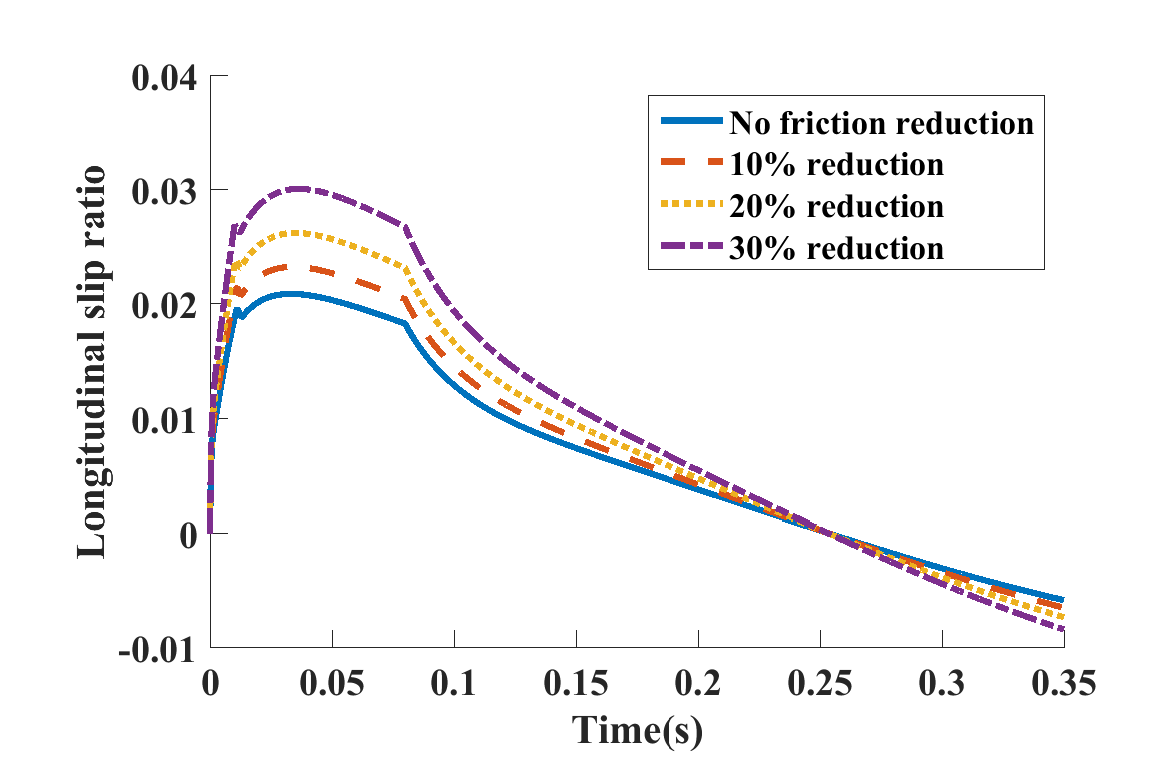 0.04
0.03
0.02
0.01
0
-0.01
Longitudinal slip ratio
No friction reduction
10% reduction
20% reduction
30% reduction
0 0.05 0.1 0.15 0.2 0.25 0.3 0.35
Time(s)